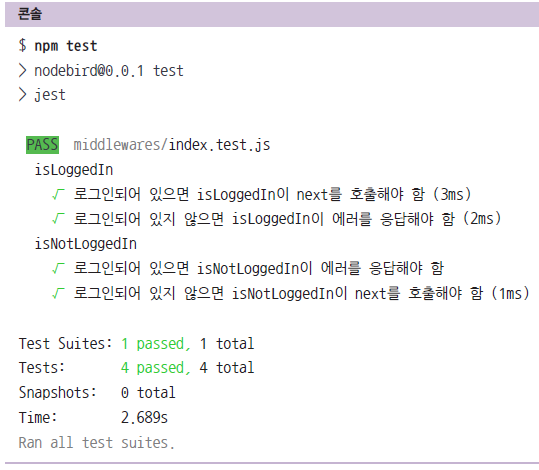 콘솔
$ npm test
> nodebird@0.0.1 test
> jest
PASS middlewares/index.test.js
isLoggedIn
√ 로그인되어 있으면 isLoggedIn이 next를 호출해야 함 (3ms)
√ 로그인되어 있지 않으면 isLoggedIn이 에러를 응답해야 함 (2ms)
isNotLoggedIn
√ 로그인되어 있으면 isNotLoggedIn이 에러를 응답해야 함
√ 로그인되어 있지 않으면 isNotLoggedIn이 next를 호출해야 함 (1ms)
Test Suites: 1 passed, 1 total
Tests: 4 passed, 4 total
Snapshots: 0 total
Time: 2.689s
Ran all test suites.